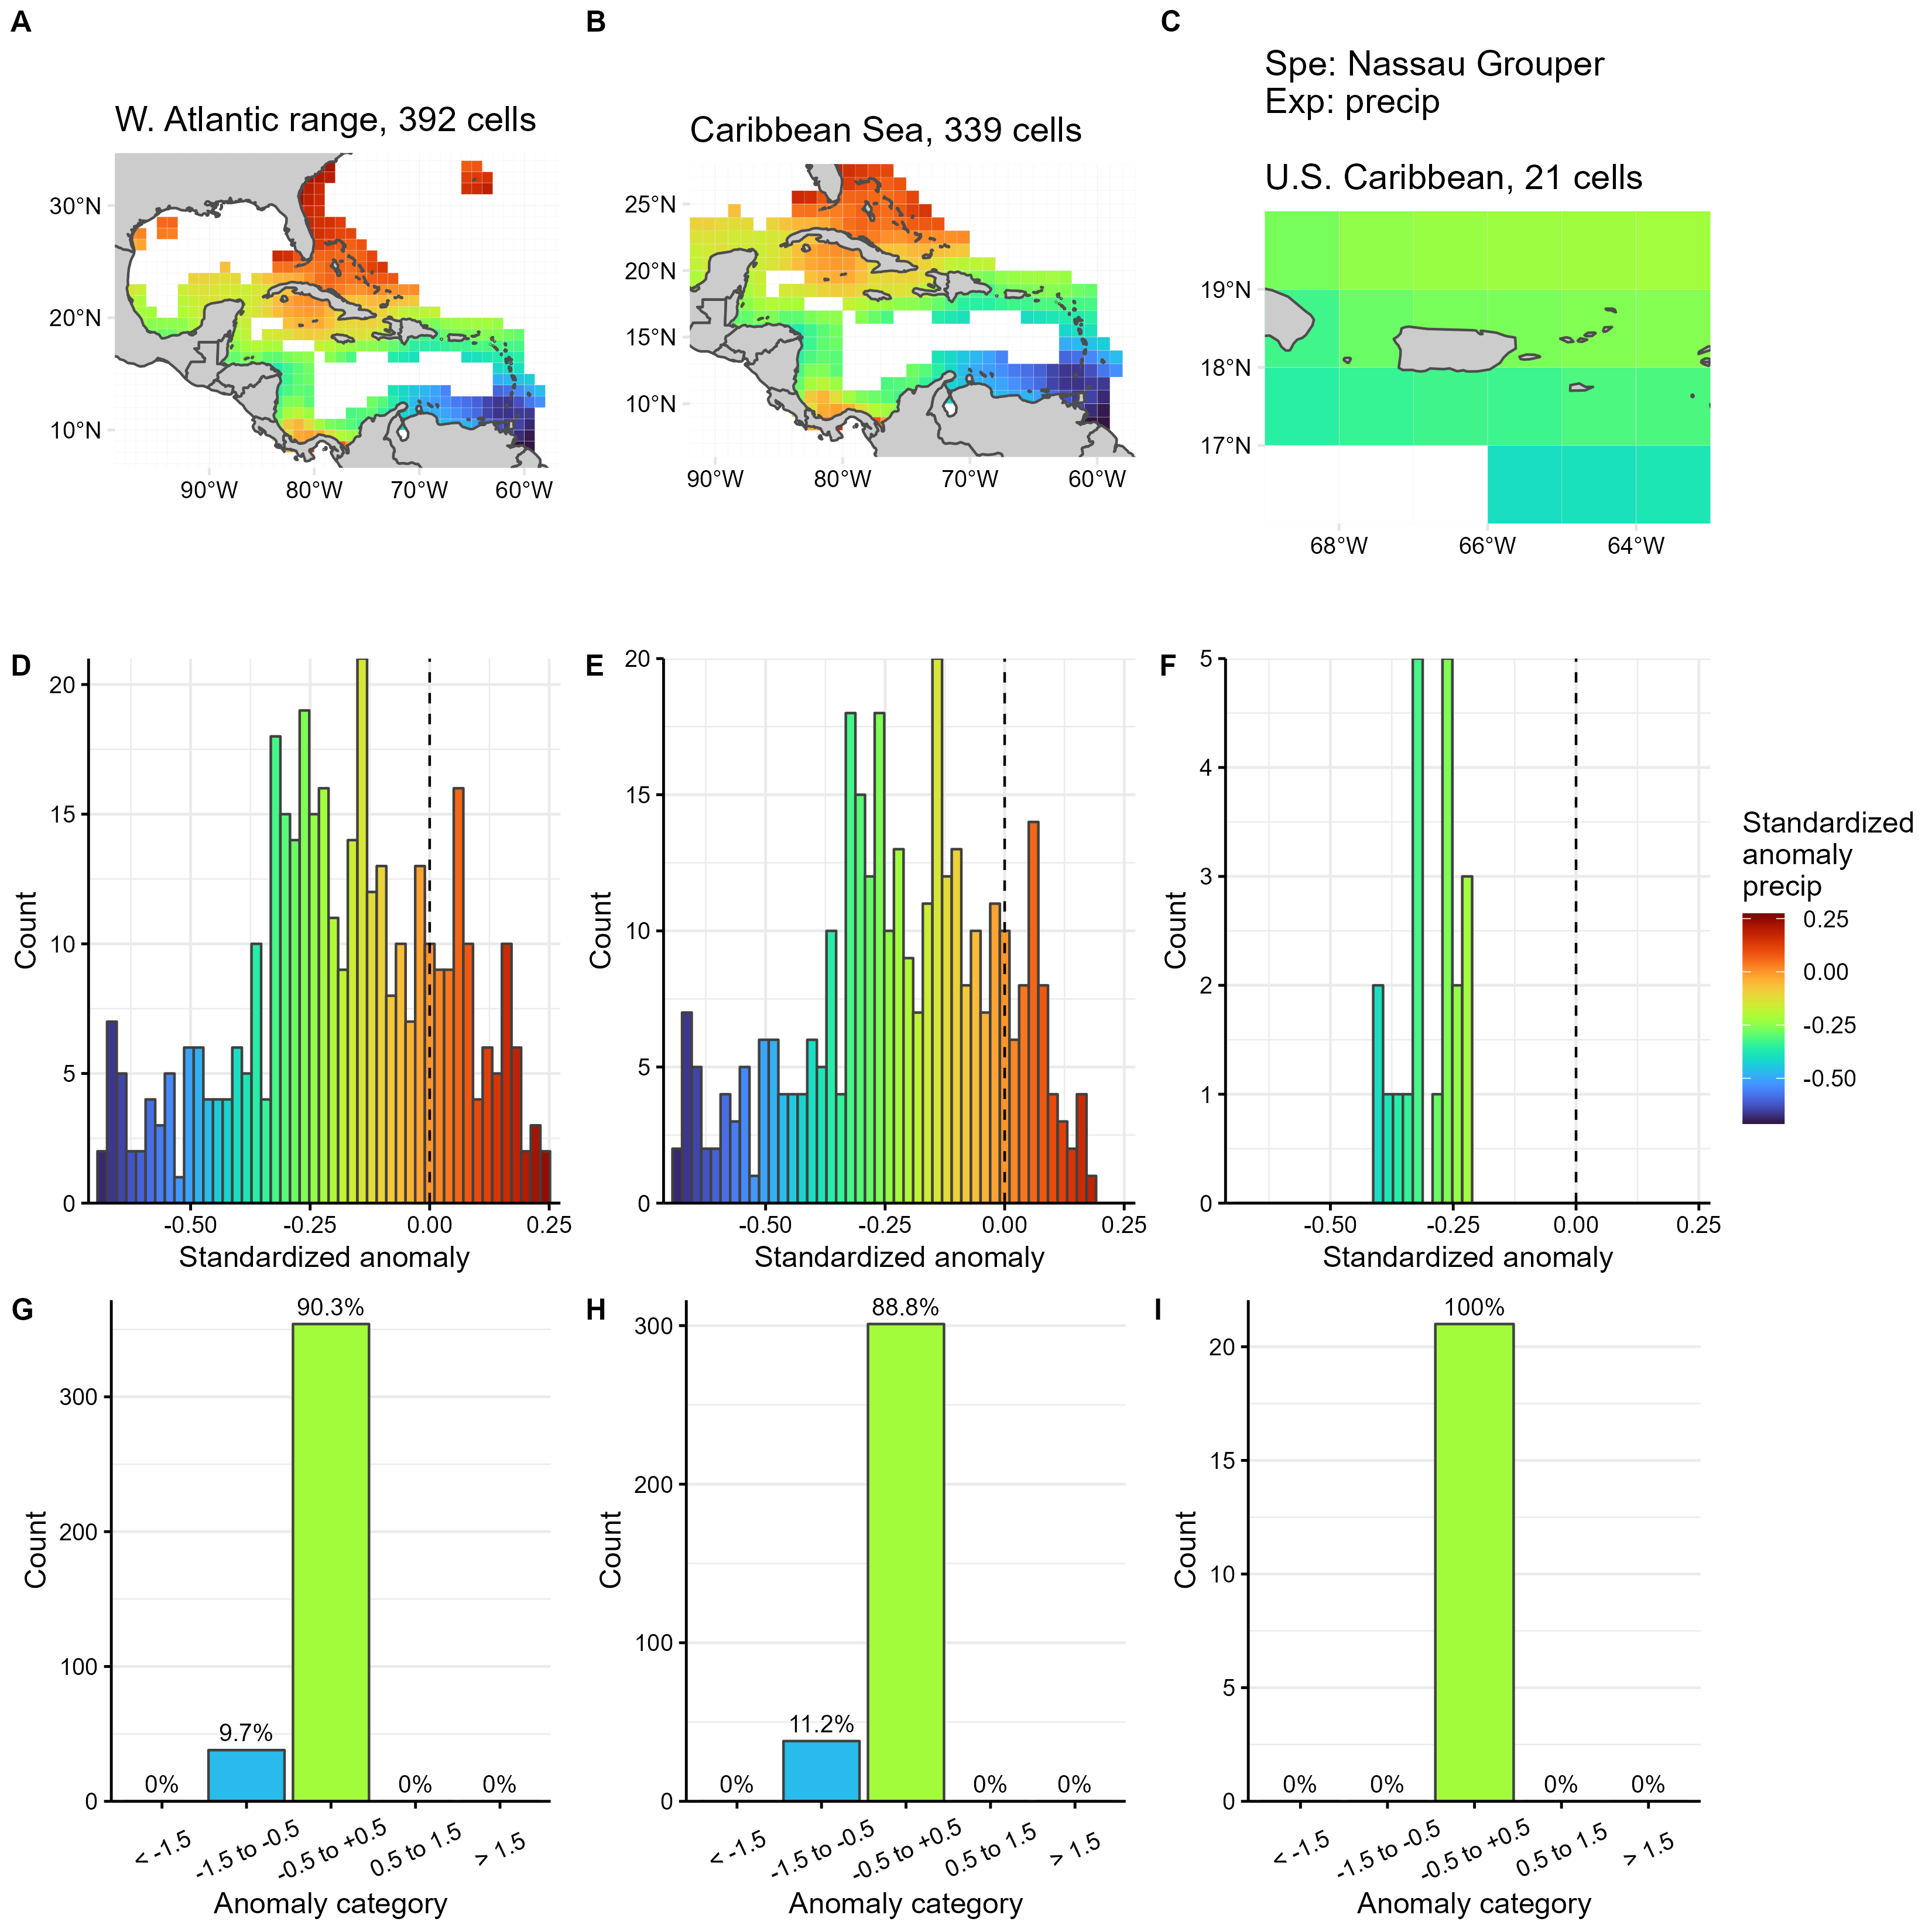 A
B
C
Spe: Nassau Grouper
Exp: precip
W. Atlantic range, 392 cells
Caribbean Sea, 339 cells
U.S. Caribbean, 21 cells
30°N
20°N
10°N
90°W
80°W
70°W
60°W
25°N
20°N
15°N
10°N
90°W
80°W
70°W
60°W
19°N
18°N
17°N
68°W
66°W
64°W
D
Count
20
15
10
5
0
-0.50
-0.25
0.00
0.25
Standardized anomaly
E
Count
20
15
10
5
0
-0.50
-0.25
0.00
0.25
Standardized anomaly
F
Count
5
4
3
2
1
0
-0.50
-0.25
0.00
0.25
Standardized anomaly
Standardized
anomaly
precip
0.25
0.00
-0.25
-0.50
G
Count
300
200
100
0
0%
9.7%
90.3%
0%
0%
< -1.5
-1.5 to -0.5
-0.5 to +0.5
0.5 to 1.5
> 1.5
Anomaly category
H
Count
300
200
100
0
0%
11.2%
88.8%
0%
0%
< -1.5
-1.5 to -0.5
-0.5 to +0.5
0.5 to 1.5
> 1.5
Anomaly category
I
Count
20
15
10
5
0
0%
0%
100%
0%
0%
< -1.5
-1.5 to -0.5
-0.5 to +0.5
0.5 to 1.5
> 1.5
Anomaly category